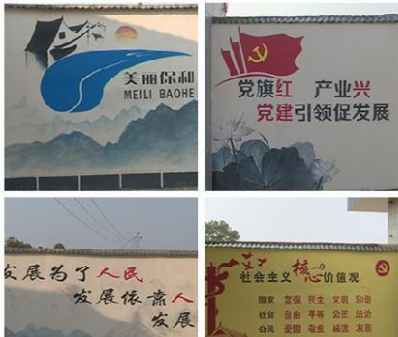 美丽保和
MEILI BAOHE
党旗红 产业兴
党建引领促发展
发展为了人民
发展依靠人
发展
社会主义核心价值观
国家 富强 民主 文明 和谐
社会 自由 平等 公正 法治
公民 爱国 敬业 诚信 友善